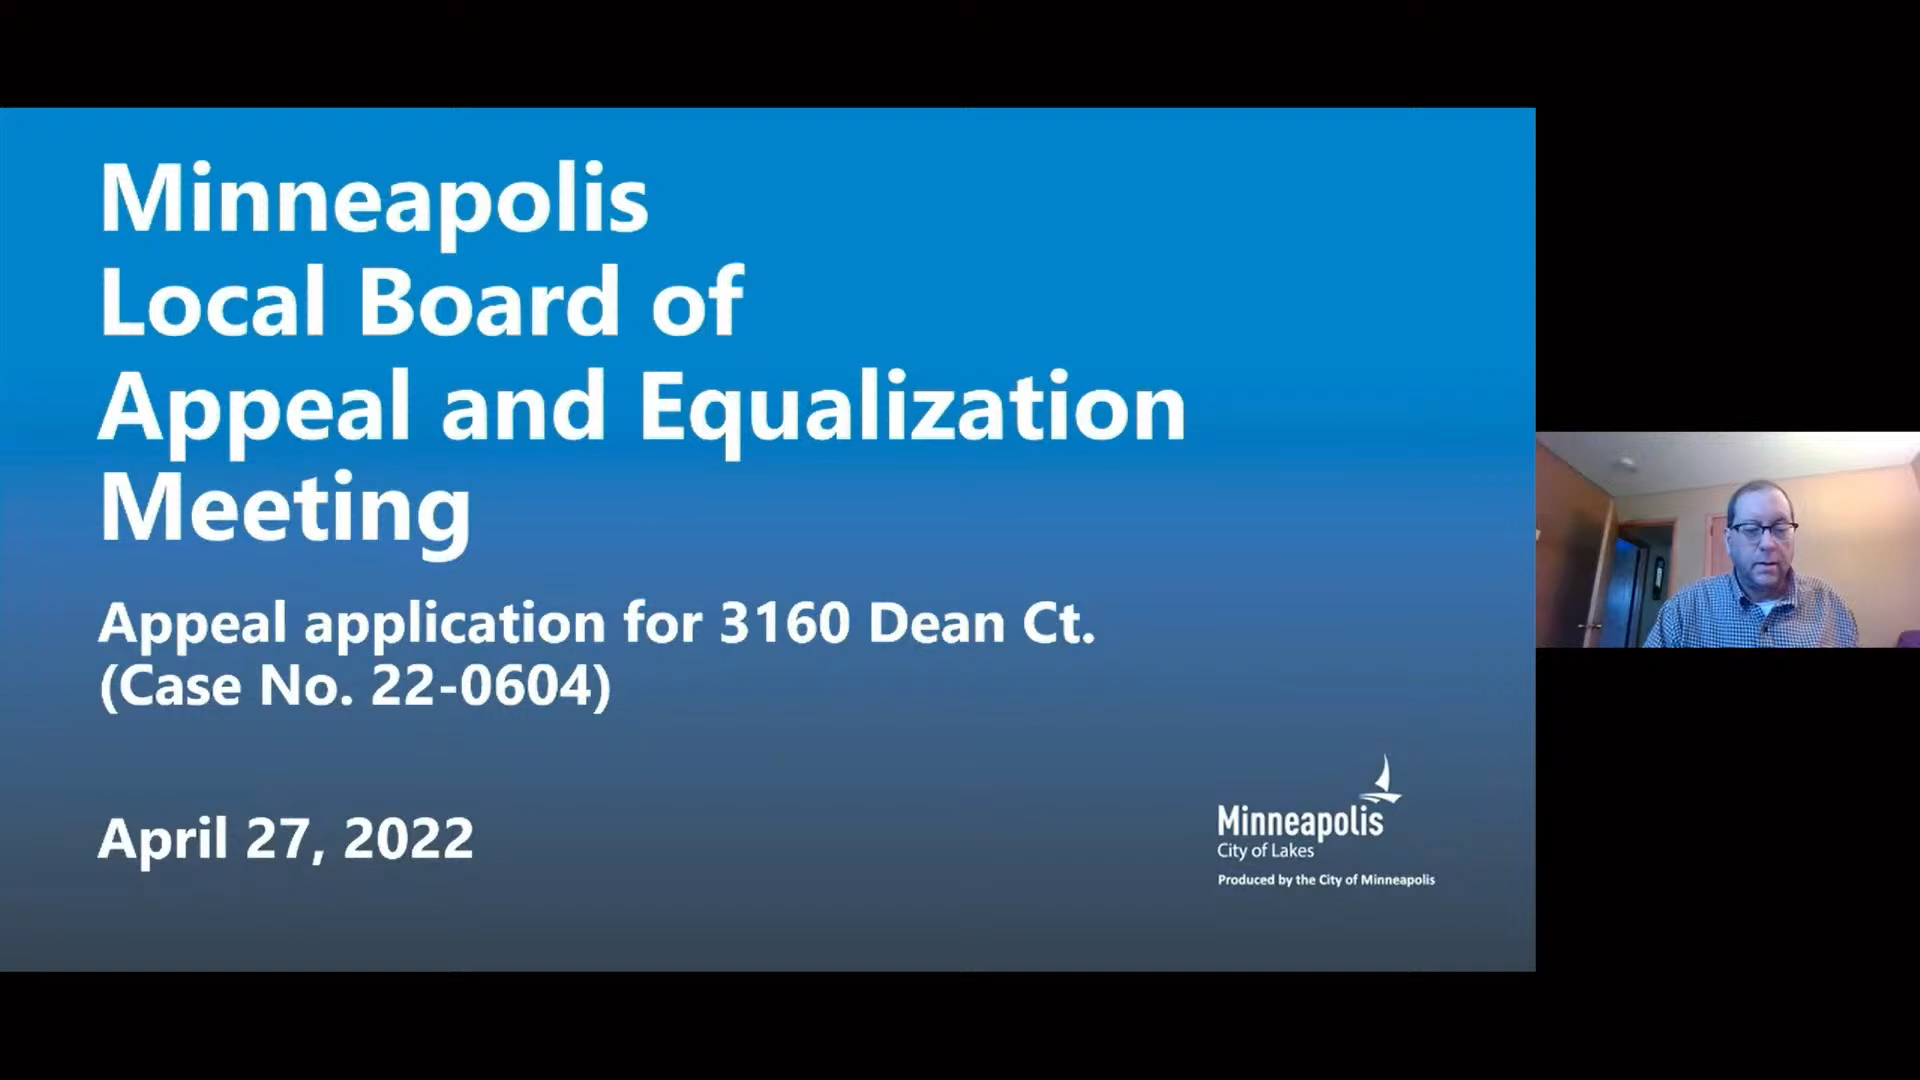 Minneapolis
Local Board of
Appeal and Equalization
Meeting
Appeal application for 3160 Dean Ct.
(Case No. 22-0604)
April 27, 2022
Minneapolis
City of Lakes
Produced by the City of Minneapolis